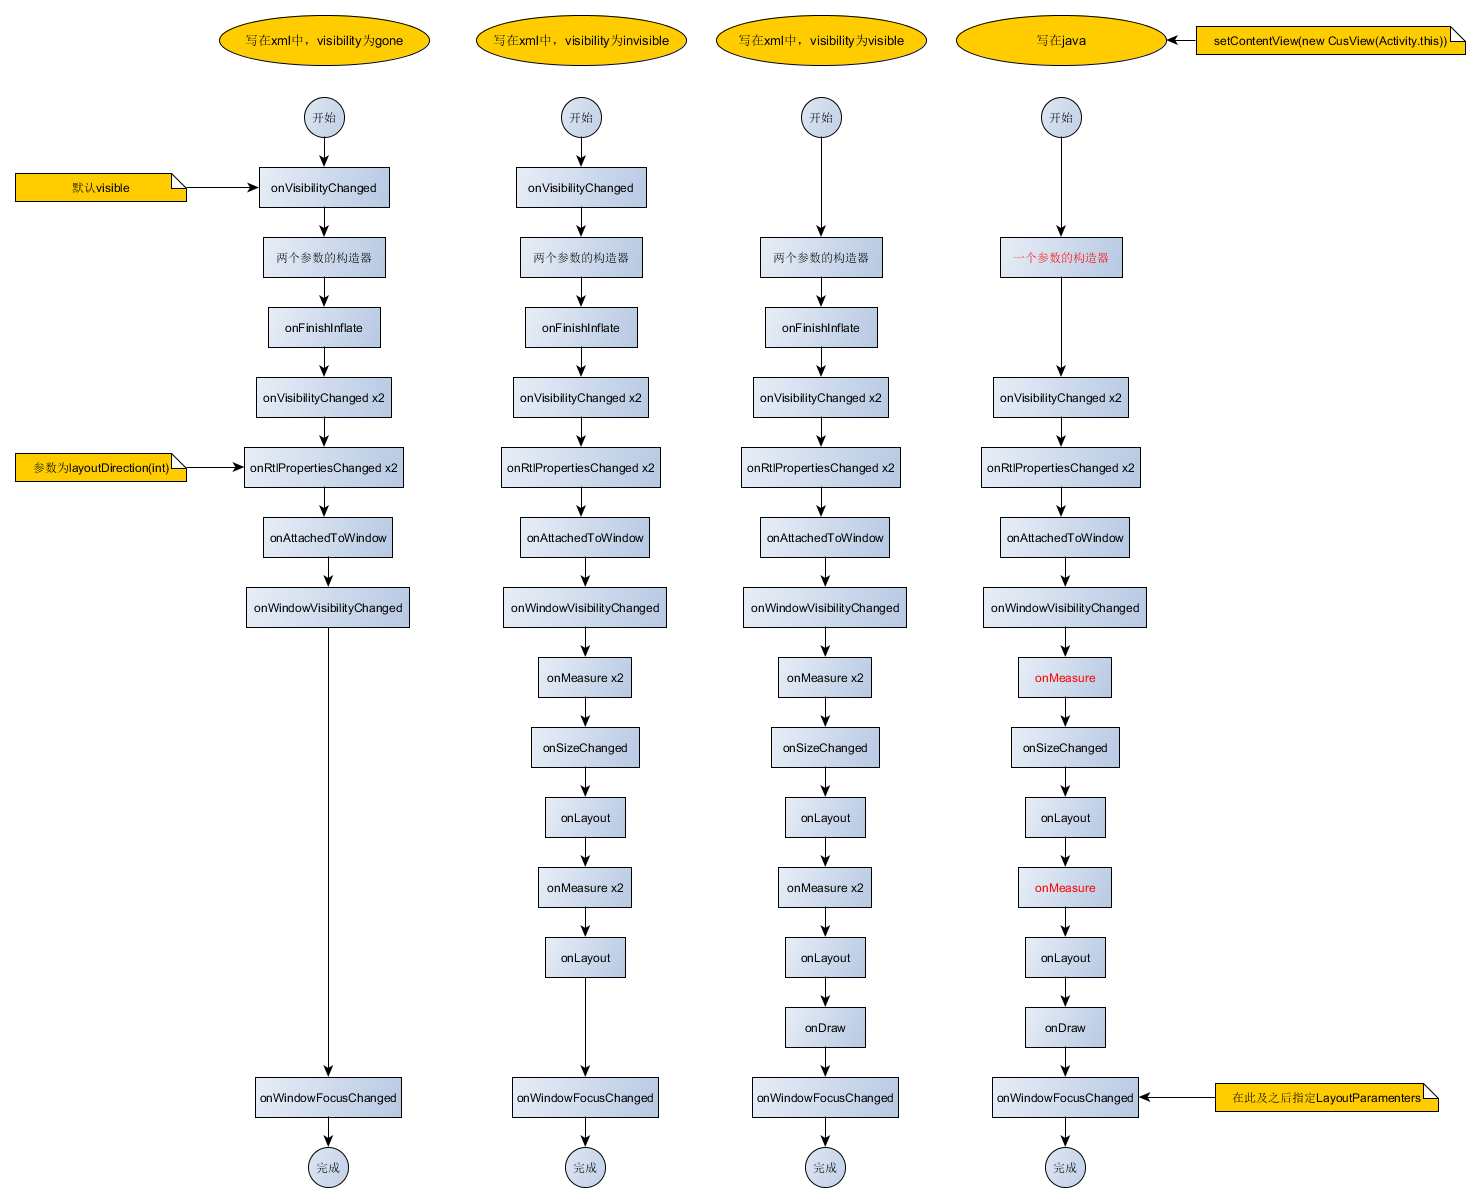 写在xml中，visibility为gone
写在xml中，visibility为invisible
写在xml中，visibility为visible
写在java
setContentView(new CusView(Activity.this))
开始
开始
开始
开始
默认visible
onVisibilityChanged
onVisibilityChanged
两个参数的构造器
两个参数的构造器
两个参数的构造器
一个参数的构造器
onFinishInflate
onFinishInflate
onFinishInflate
onVisibilityChanged x2
onVisibilityChanged x2
onVisibilityChanged x2
onVisibilityChanged x2
参数为layoutDirection(int)
onRtlPropertiesChanged x2
onRtlPropertiesChanged x2
onRtlPropertiesChanged x2
onRtlPropertiesChanged x2
onAttachedToWindow
onAttachedToWindow
onAttachedToWindow
onAttachedToWindow
onWindowVisibilityChanged
onWindowVisibilityChanged
onWindowVisibilityChanged
onWindowVisibilityChanged
onMeasure x2
onMeasure x2
onMeasure
onSizeChanged
onSizeChanged
onSizeChanged
onLayout
onLayout
onLayout
onMeasure x2
onMeasure x2
onMeasure
onLayout
onLayout
onLayout
onDraw
onDraw
onWindowFocusChanged
onWindowFocusChanged
onWindowFocusChanged
onWindowFocusChanged
在此及之后指定LayoutParamenters
完成
完成
完成
完成